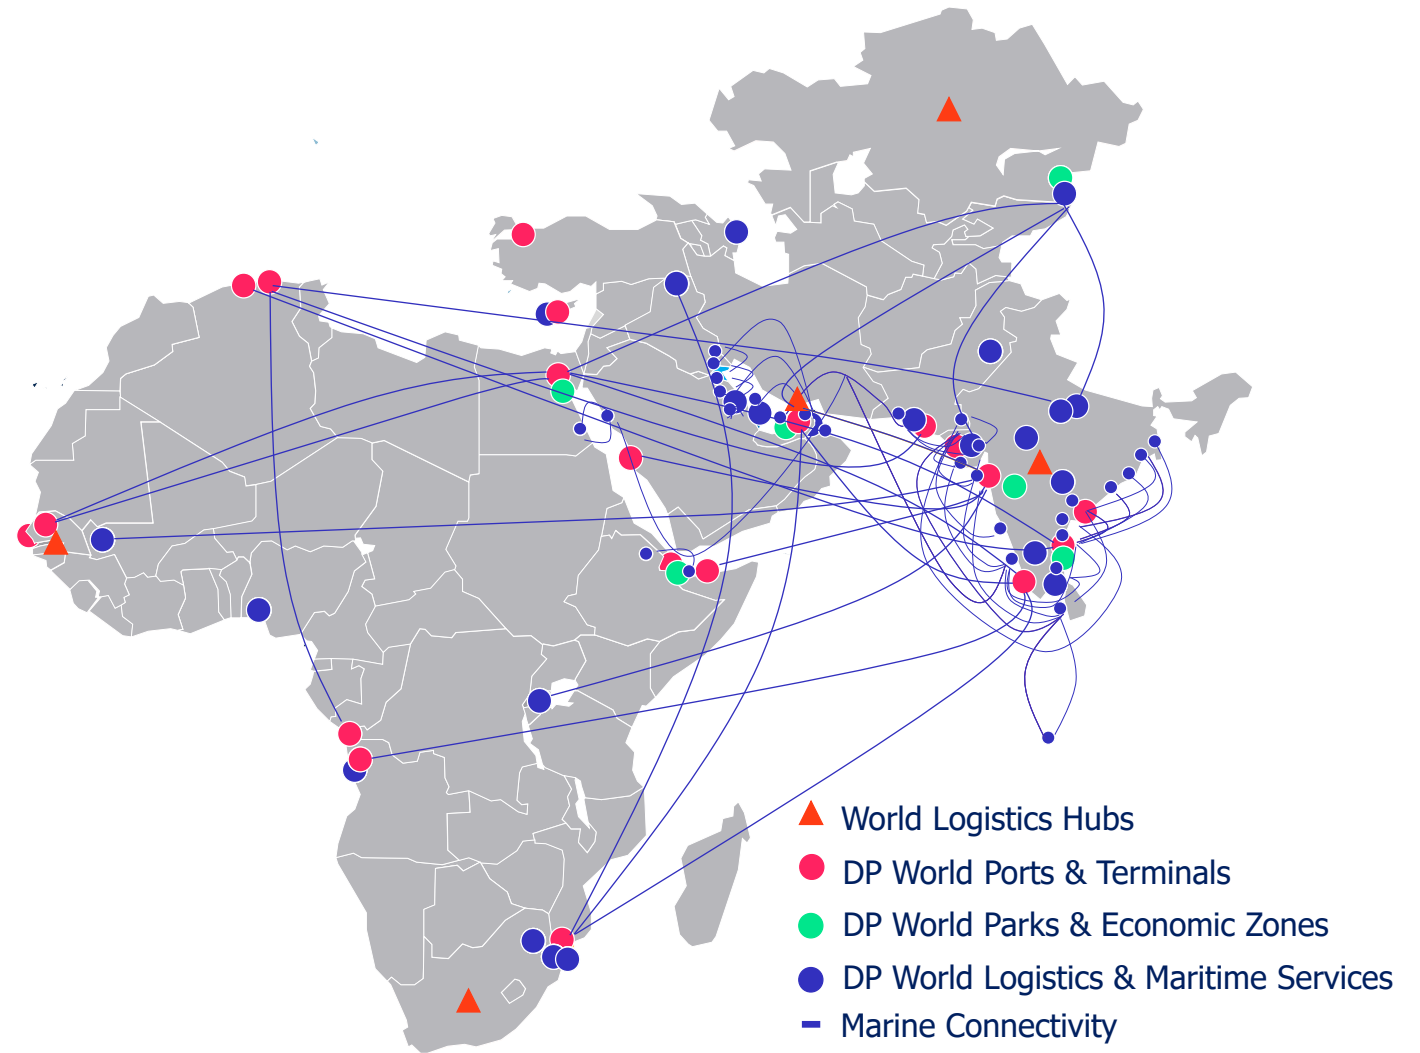 World Logistics Hubs
DP World Ports & Terminals
DP World Parks & Economic Zones
DP World Logistics & Maritime Services
Marine Connectivity